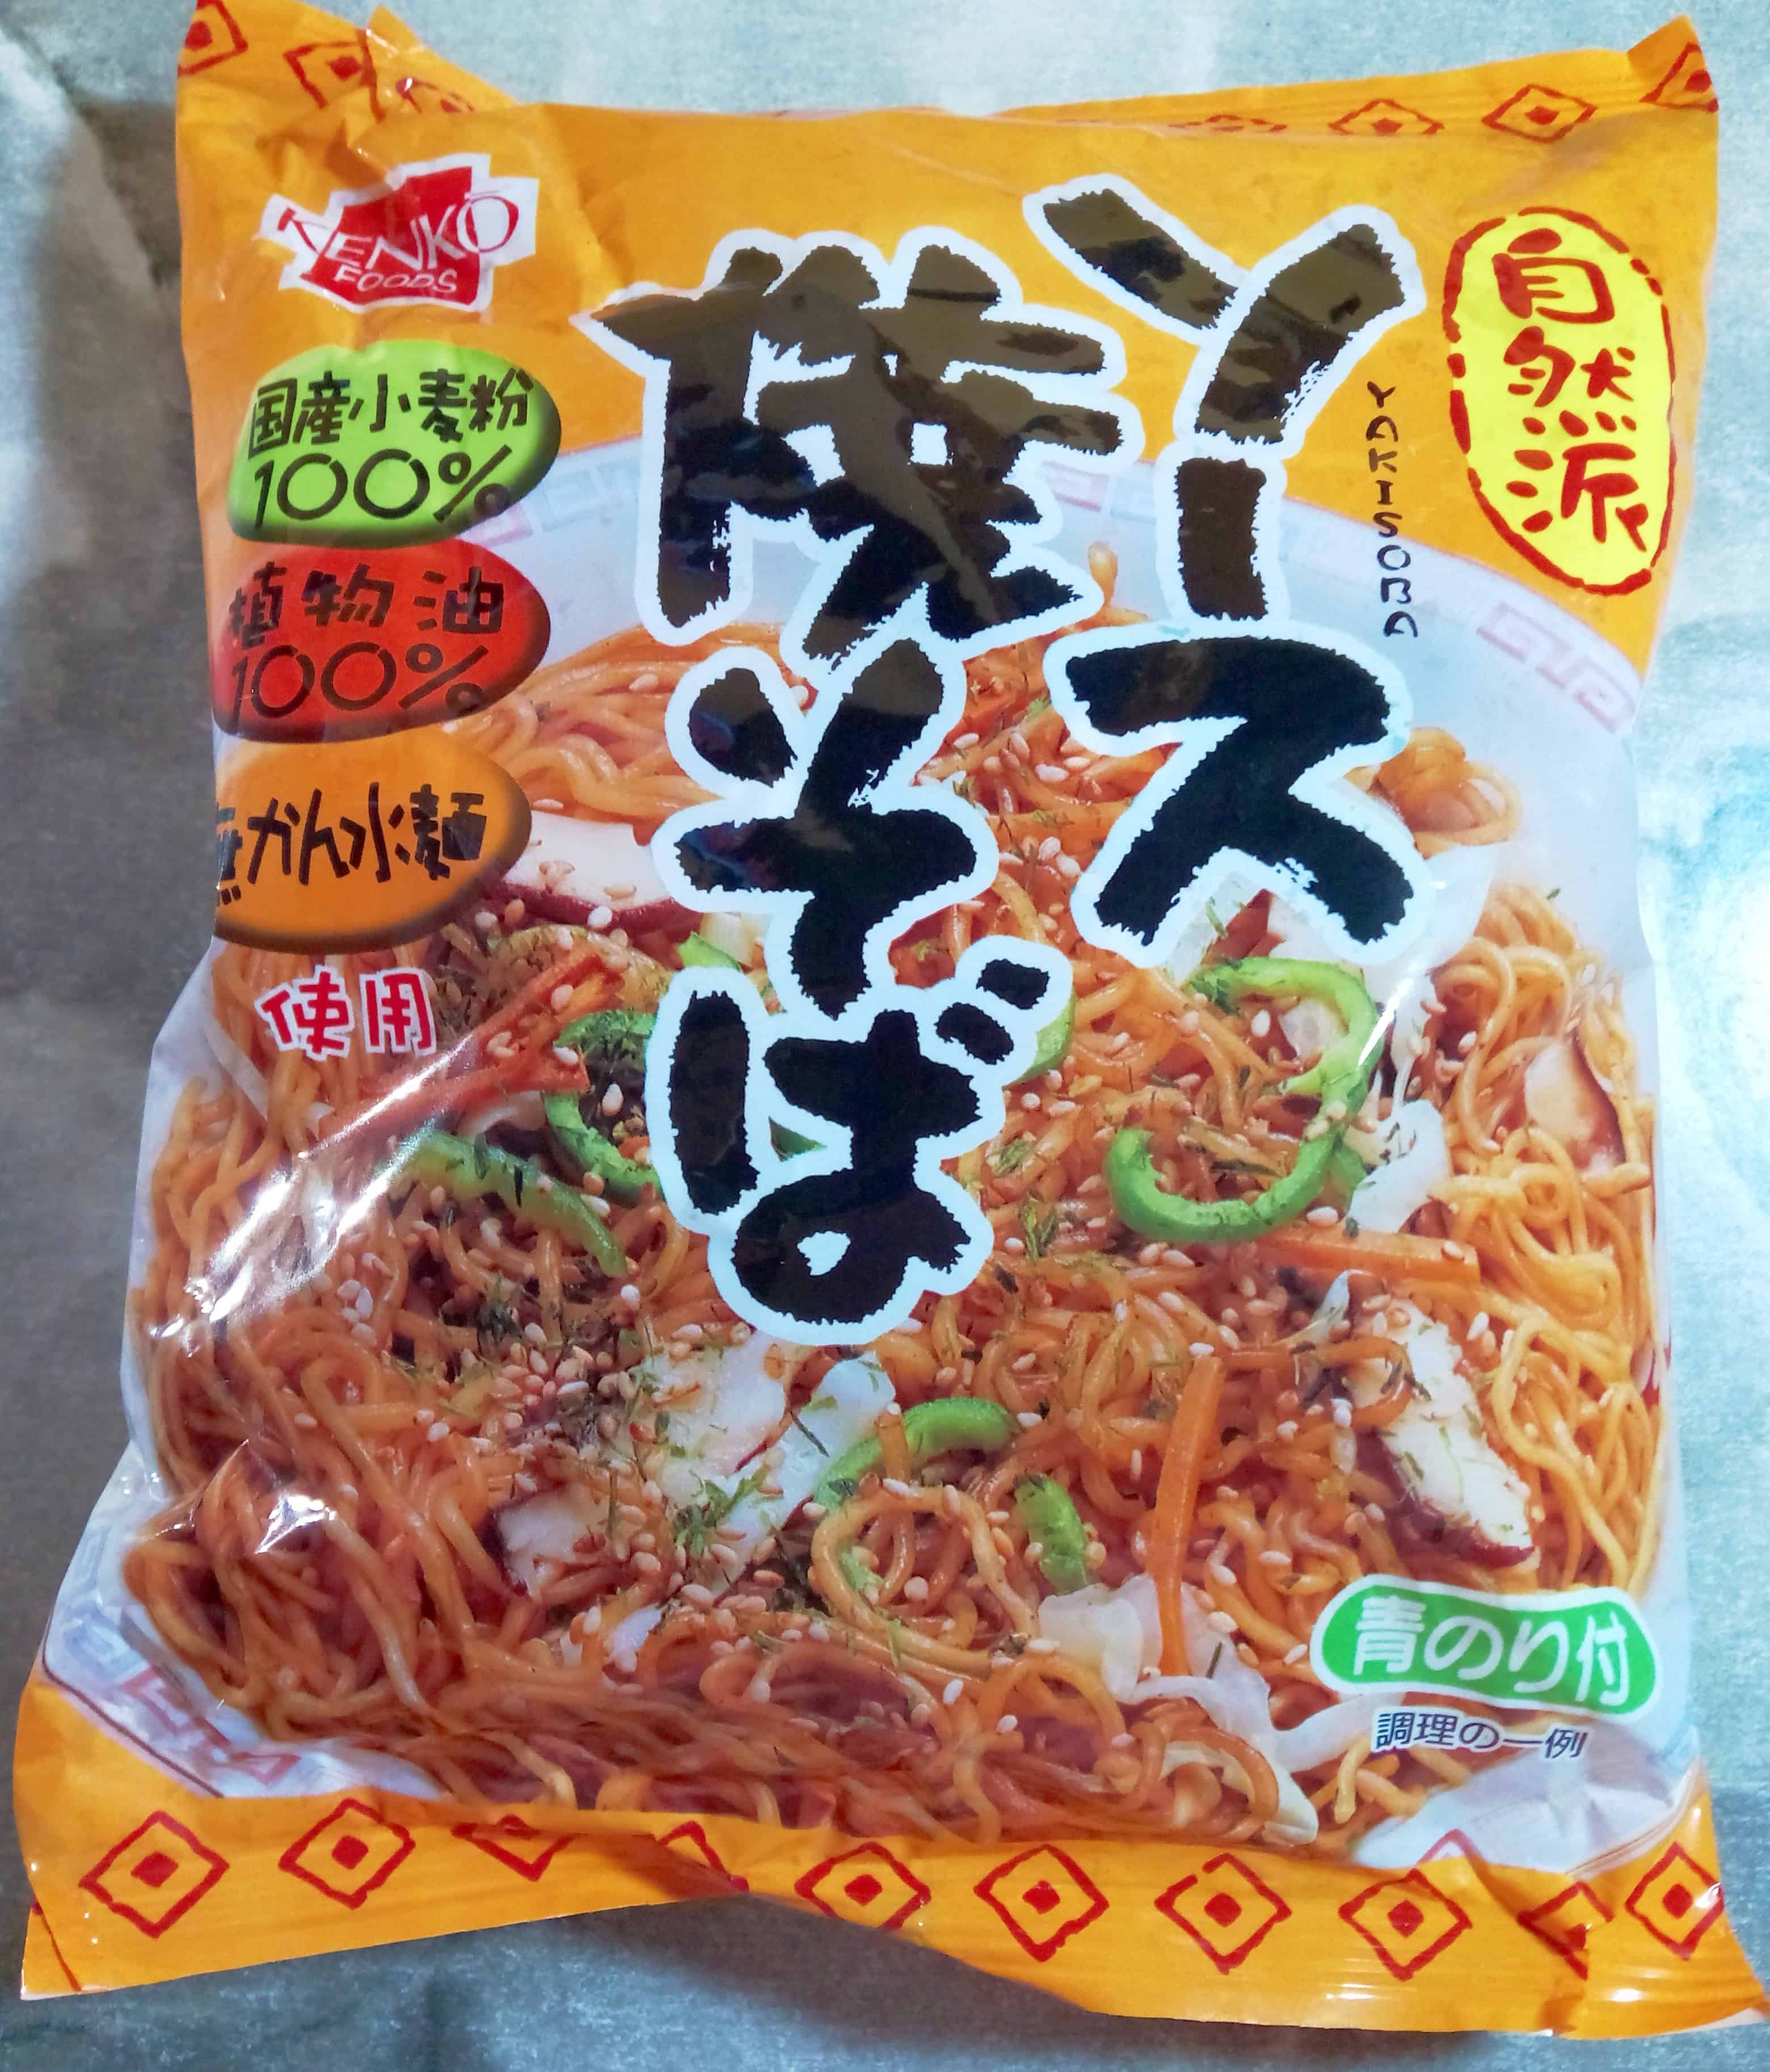 KENKO
FOODS
自然派
YAKISOBA
ソース
焼そば
国産小麦粉
100%
植物油
100%
無かん水麺
使用
青のり付
調理の一例